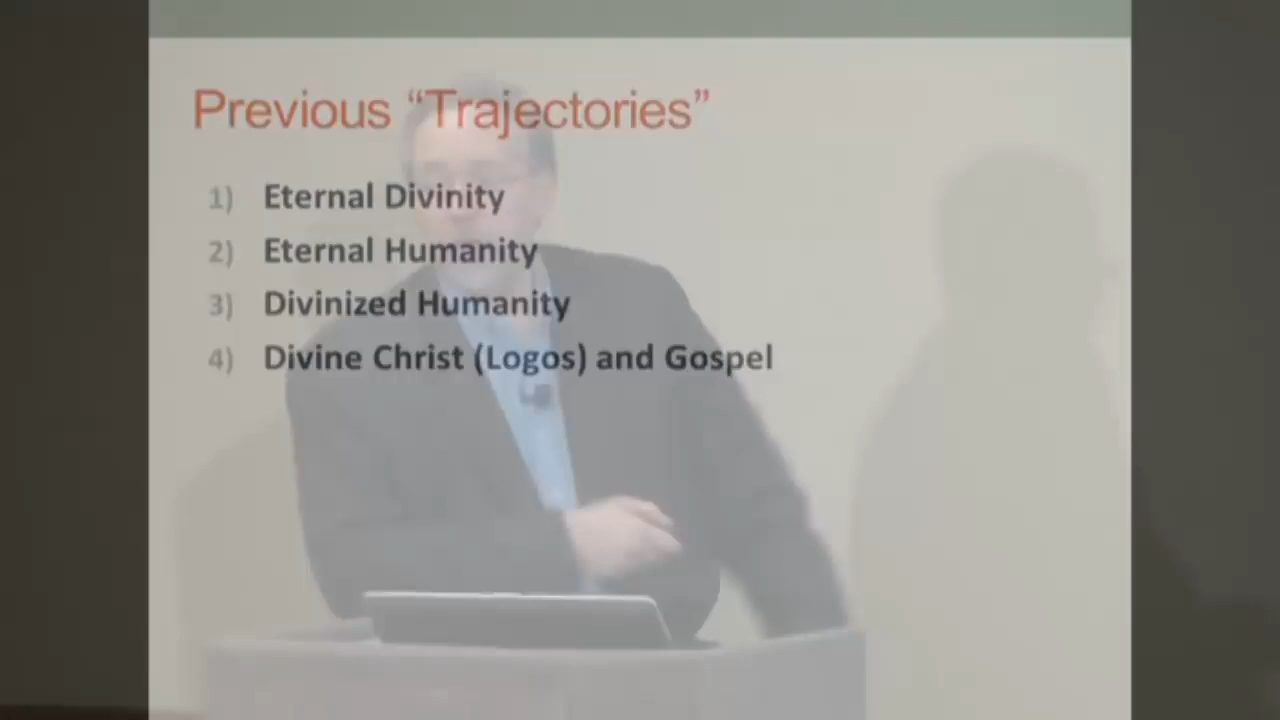 Previous “Trajectories”
1) Eternal Divinity
2) Eternal Humanity
3) Divinized Humanity
4) Divine Christ (Logos) and Gospel